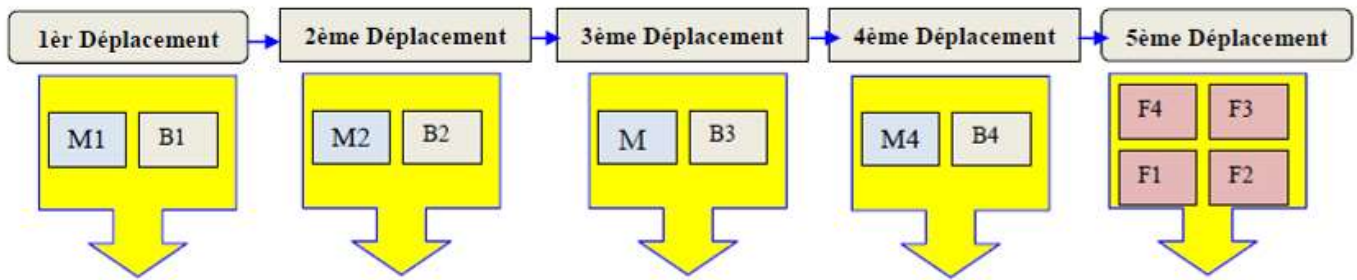 1èr Déplacement
2ème Déplacement
3ème Déplacement
4ème Déplacement
5ème Déplacement
M1 B1
M2 B2
M B3
M4 B4
F4 F3
F1 F2